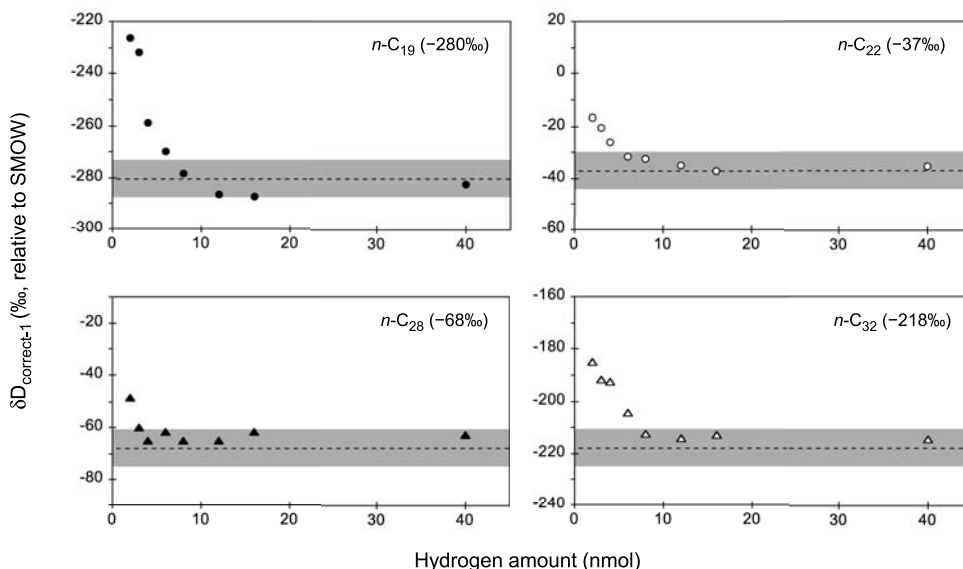 δD_correct-1 (‰, relative to SMOW)
n-C19 (−280‰)
-220
-240
-260
-280
-300
0 10 20 30 40
n-C22 (−37‰)
20
0
-20
-40
-60
0 10 20 30 40
n-C28 (−68‰)
-20
-40
-60
-80
0 10 20 30 40
n-C32 (−218‰)
-160
-180
-200
-220
-240
0 10 20 30 40
Hydrogen amount (nmol)